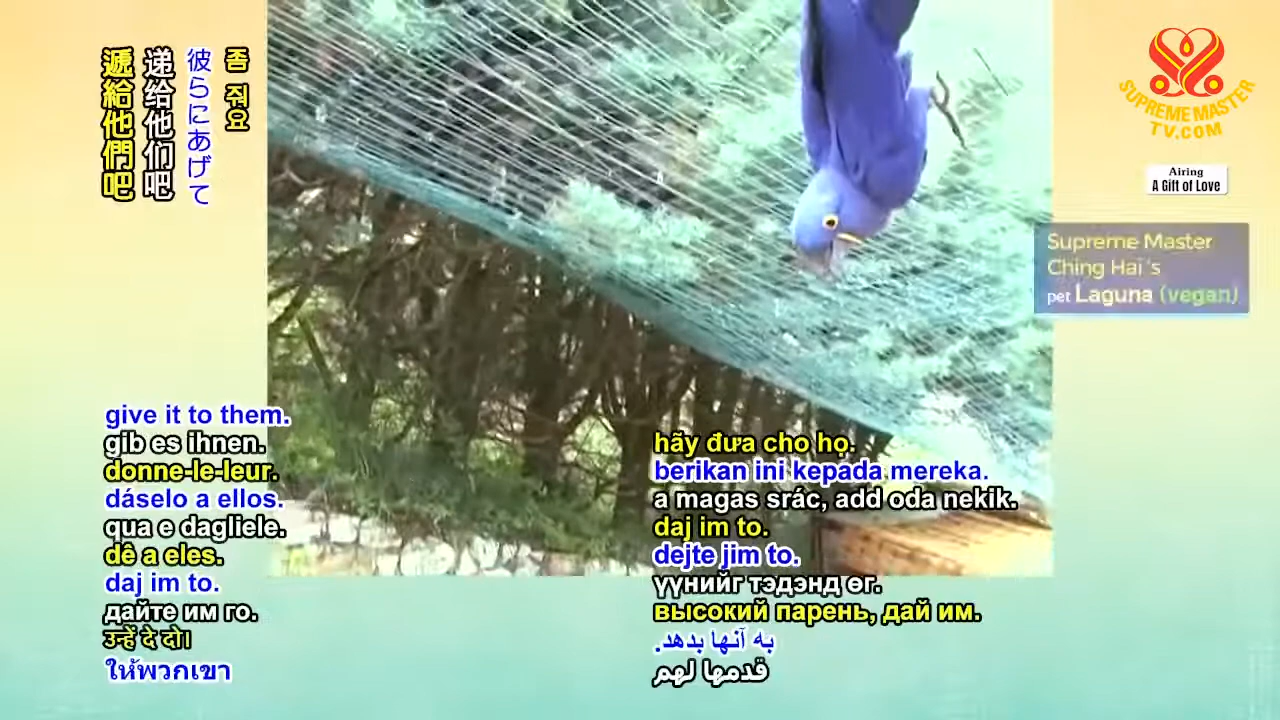 좀 줘요
彼らにあげて
递给他们吧
遞給他們吧
SUPREME MASTER
TV.COM
Airing
A Gift of Love
Supreme Master
Ching Hai's
pet Laguna (vegan)
give it to them.
gib es ihnen.
donne-le-leur.
dáselo a ellos.
qua e dagliele.
dê a eles.
daj im to.
дайте им го.
उन्हें दे दो।
ให้พวกเขา
hãy đưa cho họ.
berikan ini kepada mereka.
a magas srác, add oda nekik.
daj im to.
dejte jim to.
үүнийг тэдэнд өг.
высокий парень, дай им.
به آنها بدهد.
قدمها لهم